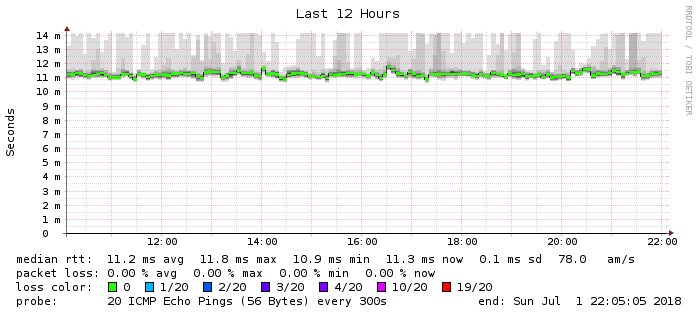 Last 12 Hours
RRDTOOL / TOBI OETIKER
Seconds
14 m
13 m
12 m
11 m
10 m
9 m
8 m
7 m
6 m
5 m
4 m
3 m
2 m
1 m
0
12:00 14:00 16:00 18:00 20:00 22:00
median rtt: 11.2 ms avg 11.8 ms max 10.9 ms min 11.3 ms now 0.1 ms sd 78.0 am/s
packet loss: 0.00 % avg 0.00 % max 0.00 % min 0.00 % now
loss color: 0 1/20 2/20 3/20 4/20 10/20 19/20
probe: 20 ICMP Echo Pings (56 Bytes) every 300s end: Sun Jul 1 22:05:05 2018